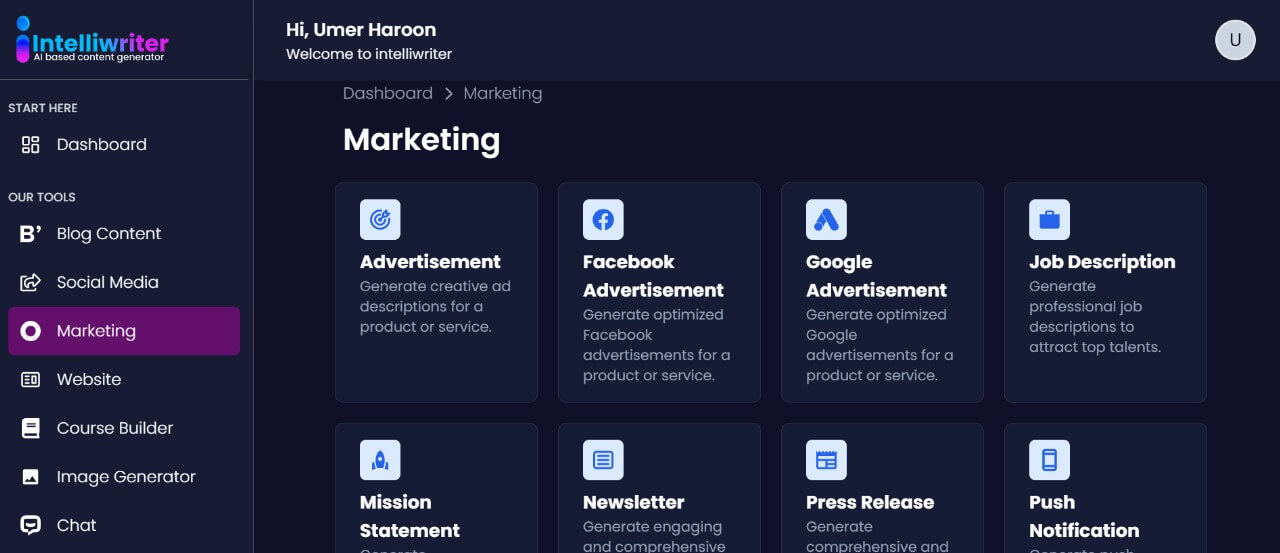 Intelliwriter
AI based content generator
START HERE
Dashboard
OUR TOOLS
B’ Blog Content
Social Media
Marketing
Website
Course Builder
Image Generator
Chat
Hi, Umer Haroon
Welcome to intelliwriter
U
Dashboard > Marketing
Marketing
Advertisement
Generate creative ad
descriptions for a
product or service.
Facebook
Advertisement
Generate optimized
Facebook
advertisements for a
product or service.
Google
Advertisement
Generate optimized
Google
advertisements for a
product or service.
Job Description
Generate
professional job
descriptions to
attract top talents.
Mission
Statement
Generate
Newsletter
Generate engaging
and comprehensive
Press Release
Generate
comprehensive and
Push
Notification
Generate push